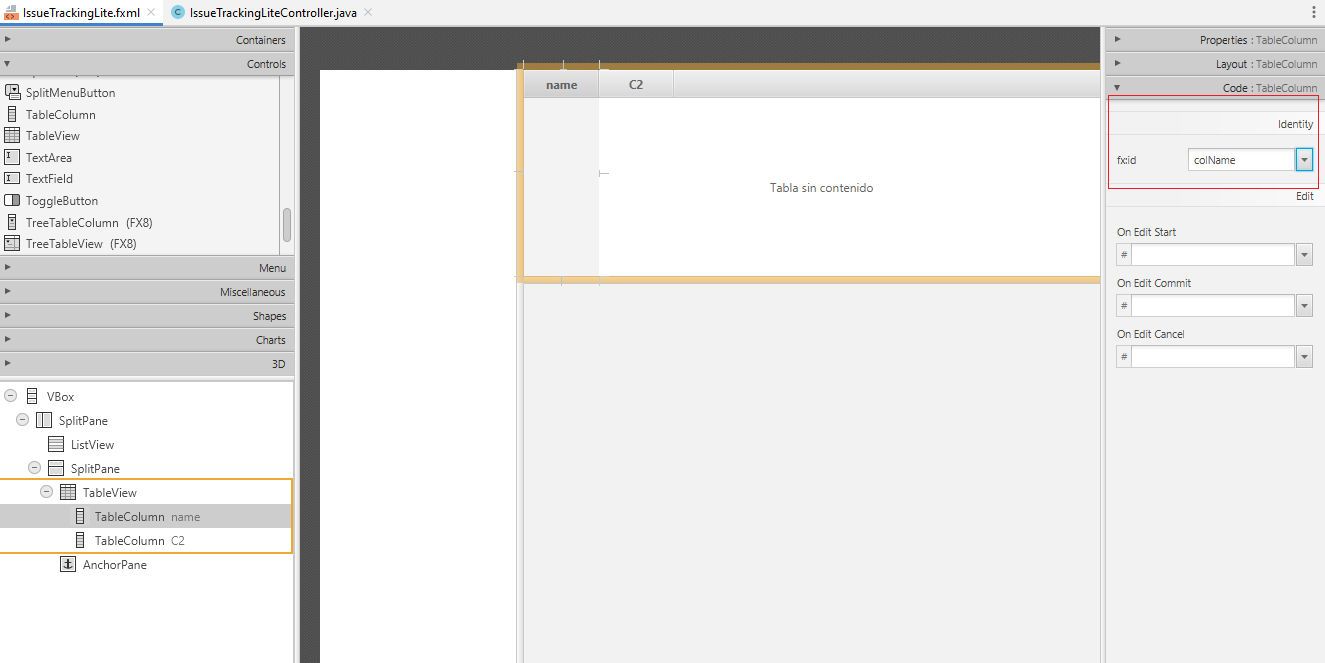 IssueTrackingLite.fxml
IssueTrackingLiteController.java
Containers
Controls
SplitMenuButton
TableColumn
TableView
TextArea
TextField
ToggleButton
TreeTableColumn (FX8)
TreeTableView (FX8)
Menu
Miscellaneous
Shapes
Charts
3D
VBox
SplitPane
ListView
SplitPane
TableView
TableColumn name
TableColumn C2
AnchorPane
name C2
Tabla sin contenido
Properties : TableColumn
Layout : TableColumn
Code : TableColumn
Identity
fx:id colName
Edit
On Edit Start
#
On Edit Commit
#
On Edit Cancel
#